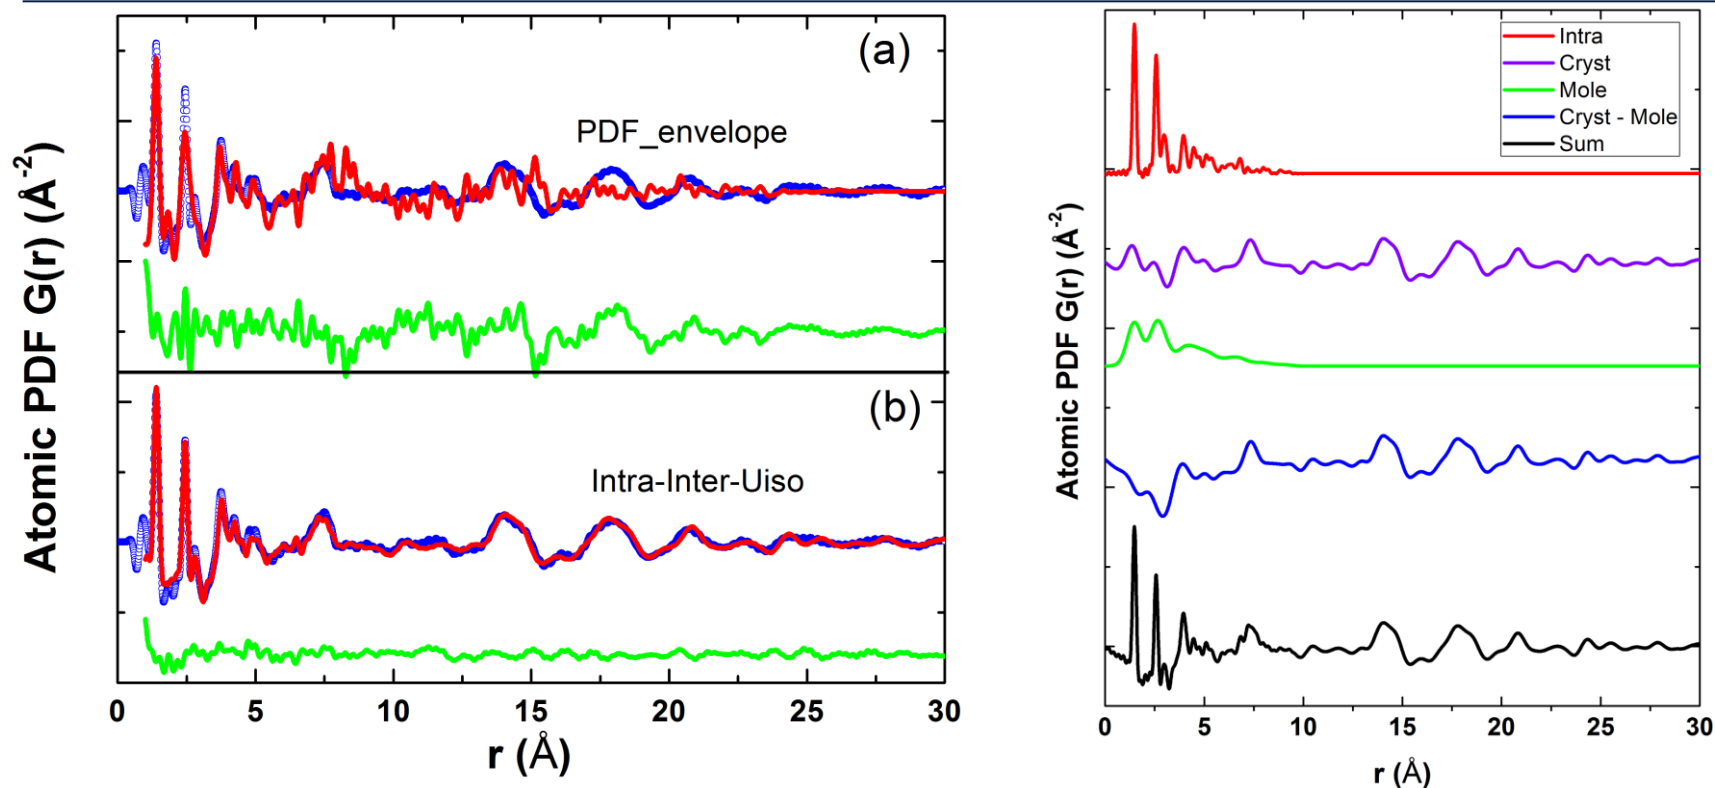 (a)
PDF_envelope
(b)
Intra-Inter-Uiso
Atomic PDF G(r) (Å⁻²)
0 5 10 15 20 25 30
r (Å)
Intra
Cryst
Mole
Cryst - Mole
Sum
Atomic PDF G(r) (Å⁻²)
0 5 10 15 20 25 30
r (Å)